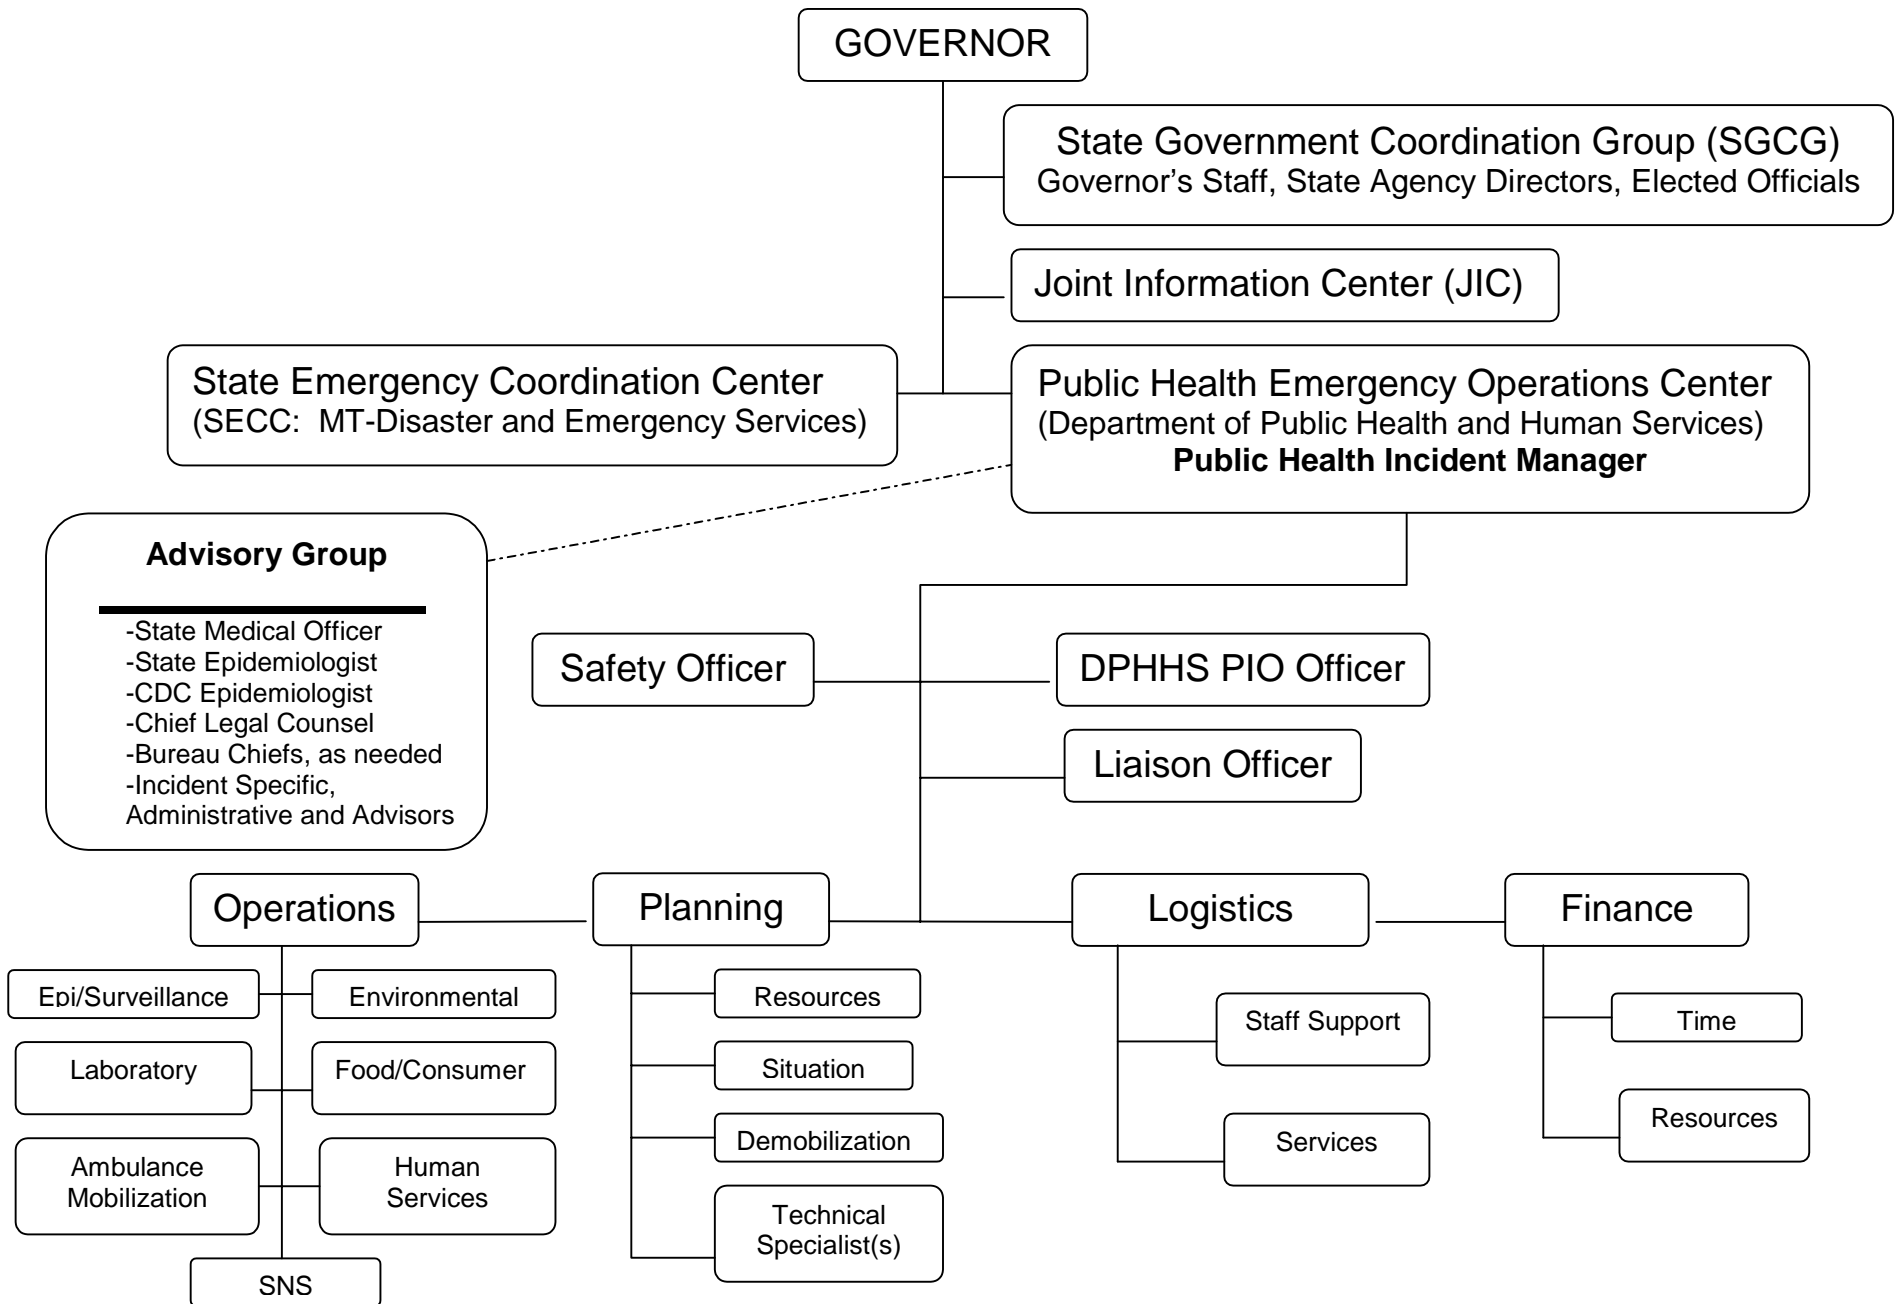 GOVERNOR
State Government Coordination Group (SGCG)
Governor’s Staff, State Agency Directors, Elected Officials
Joint Information Center (JIC)
State Emergency Coordination Center
(SECC:  MT-Disaster and Emergency Services)
Public Health Emergency Operations Center
(Department of Public Health and Human Services)
Public Health Incident Manager
Advisory Group
-State Medical Officer
-State Epidemiologist
-CDC Epidemiologist
-Chief Legal Counsel
-Bureau Chiefs, as needed
-Incident Specific,
Administrative and Advisors
Safety Officer
DPHHS PIO Officer
Liaison Officer
Operations
Planning
Logistics
Finance
Epi/Surveillance
Environmental
Laboratory
Food/Consumer
Ambulance
Mobilization
Human
Services
SNS
Resources
Situation
Demobilization
Technical
Specialist(s)
Staff Support
Services
Time
Resources